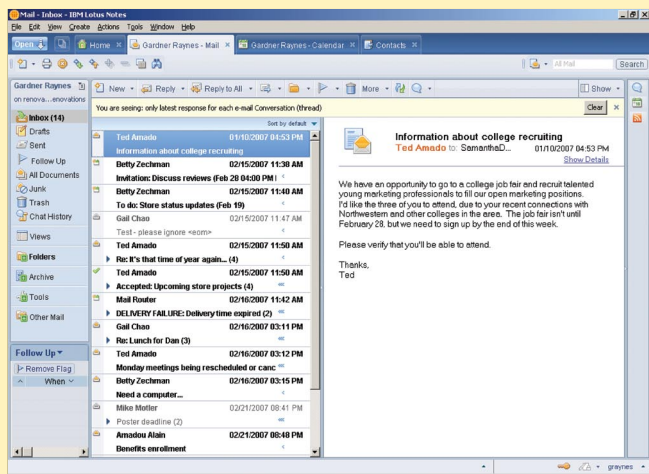 Mail - Inbox - IBM Lotus Notes
File Edit View Create Actions Tools Window Help
Open Home Gardner Raynes - Mail Gardner Raynes - Calendar Contacts
All Mail Search
Gardner Raynes
on renova...enovations
New Reply Reply to All More Show
You are seeing: only latest response for each e-mail Conversation (thread) Clear
Inbox (14)
Drafts
Sent
Follow Up
All Documents
Junk
Trash
Chat History
Views
Folders
Archive
Tools
Other Mail
Follow Up
Remove Flag
When
Sort by default
Ted Amado 01/10/2007 04:53 PM
Information about college recruiting
Betty Zechman 02/15/2007 11:38 AM
Invitation: Discuss reviews (Feb 28 04:00 PM
Betty Zechman 02/15/2007 11:40 AM
To do: Store status updates (Feb 19)
Gail Chao 02/15/2007 11:47 AM
Test - please ignore <eom>
Ted Amado 02/15/2007 11:50 AM
Re: It's that time of year again... (4)
Ted Amado 02/15/2007 11:50 AM
Accepted: Upcoming store projects (4)
Mail Router 02/16/2007 11:42 AM
DELIVERY FAILURE: Delivery time expired (2)
Gail Chao 02/16/2007 03:11 PM
Re: Lunch for Dan (3)
Ted Amado 02/16/2007 03:12 PM
Monday meetings being rescheduled or canc
Betty Zechman 02/16/2007 03:15 PM
Need a computer...
Mike Motler 02/21/2007 08:41 PM
Poster deadline (2)
Amadou Alain 02/21/2007 08:48 PM
Benefits enrollment
Information about college recruiting
Ted Amado to: SamanthaD... 01/10/2007 04:53 PM
Show Details
We have an opportunity to go to a college job fair and recruit talented
young marketing professionals to fill our open marketing positions.
I'd like the three of you to attend, due to your recent connections with
Northwestern and other colleges in the area. The job fair isn't until
February 28, but we need to sign up by the end of this week.
Please verify that you'll be able to attend.
Thanks,
Ted
graynes